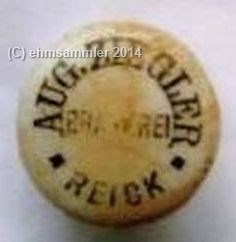 (C) ehmsammler 2014
AUG. ZIEGLER
REICK